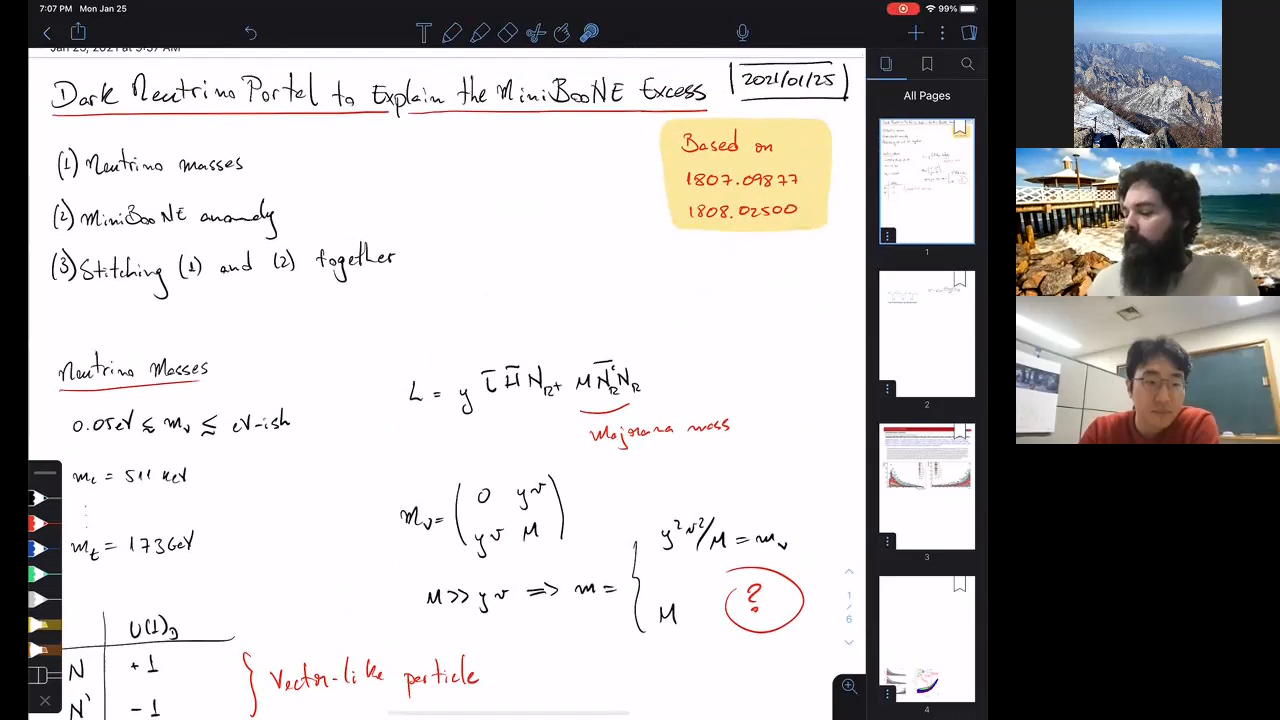 7:07 PM Mon Jan 25
99%
Dark Neutrino Portal to Explain the MiniBooNE Excess
2021/01/25
Based on
1807.09877
1808.02500
(1) Neutrino masses
(2) MiniBooNE anomaly
(3) Stitching (1) and (2) together
Neutrino Masses
0.05eV ≲ mν ≲ eV-ish
me = 511 keV
mt = 173GeV
L = y L̄ H̃ NR + M N̄ᶜR NR
Majorana mass
mν = ( 0 yv
yv M )
M >> yv ⟹ m = { y²v²/M = mν
M
?
U(1)D
N +1
N' -1
} Vector-like particle
All Pages
1
2
3
4
1
/
6